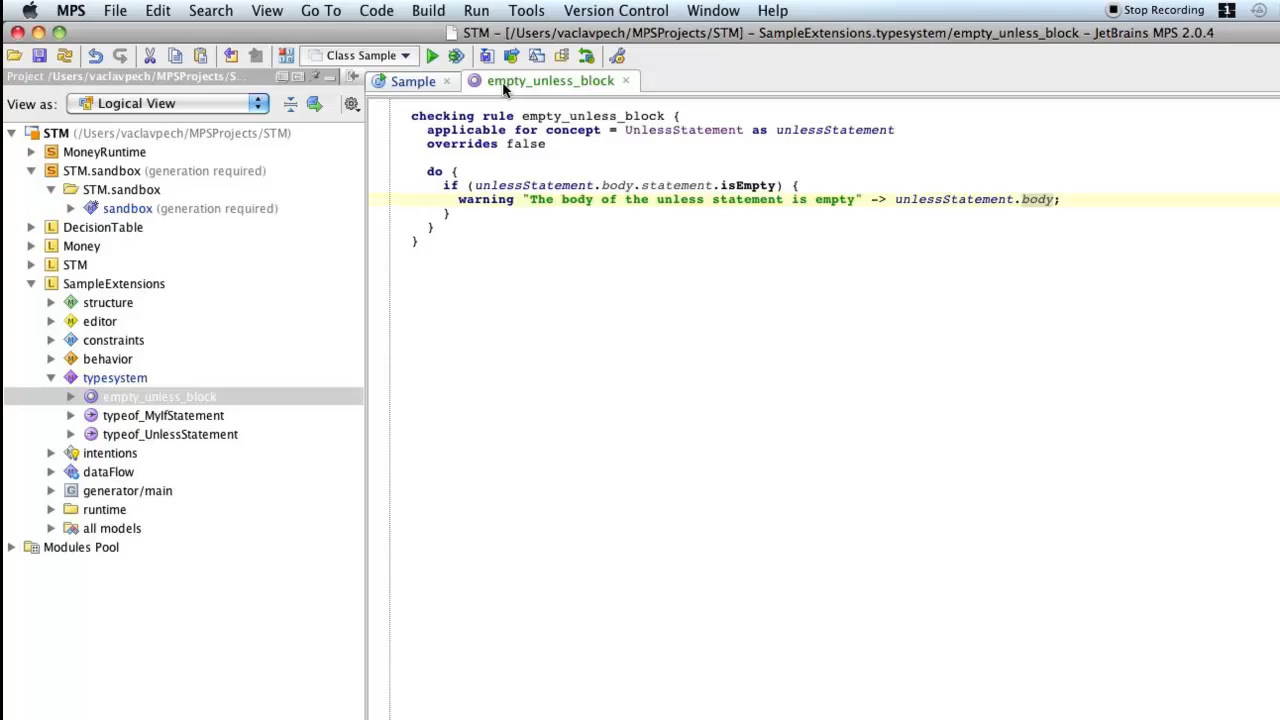 MPS File Edit Search View Go To Code Build Run Tools Version Control Window Help Stop Recording 1
STM - [/Users/vaclavpech/MPSProjects/STM] - SampleExtensions.typesystem/empty_unless_block - JetBrains MPS 2.0.4
Class Sample
Project /Users/vaclavpech/MPSProjects/S...
Sample empty_unless_block
View as: Logical View
STM (/Users/vaclavpech/MPSProjects/STM)
MoneyRuntime
STM.sandbox (generation required)
STM.sandbox
sandbox (generation required)
DecisionTable
Money
STM
SampleExtensions
structure
editor
constraints
behavior
typesystem
empty_unless_block
typeof_MyIfStatement
typeof_UnlessStatement
intentions
dataFlow
generator/main
runtime
all models
Modules Pool
checking rule empty_unless_block {
applicable for concept = UnlessStatement as unlessStatement
overrides false
do {
if (unlessStatement.body.statement.isEmpty) {
warning "The body of the unless statement is empty" -> unlessStatement.body;
}
}
}